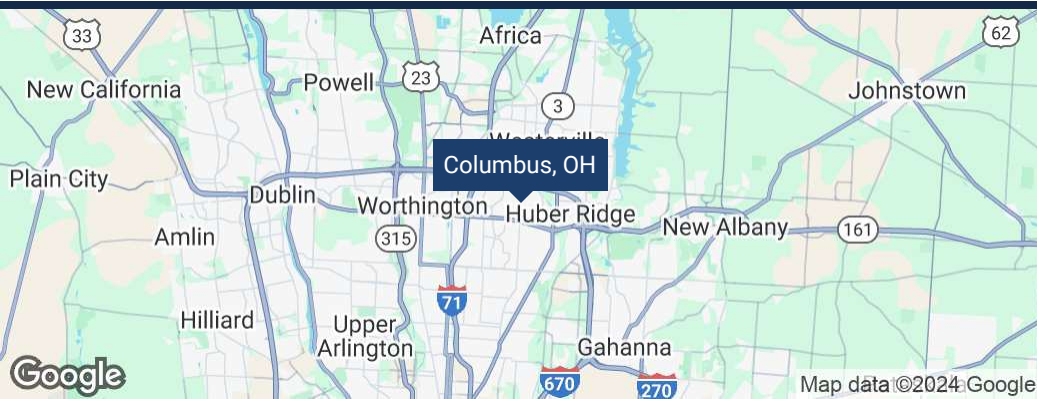 33
Africa
62
New California
Powell
23
3
Johnstown
Westerville
Columbus, OH
Plain City
Dublin
Worthington
Huber Ridge
New Albany
161
Amlin
315
71
Hilliard
Upper
Arlington
Gahanna
670
270
Google
Map data ©2024 Google